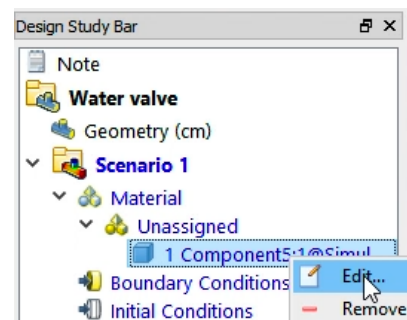 Design Study Bar
Note
Water valve
Geometry (cm)
Scenario 1
Material
Unassigned
1 Component5:1@Simul
Edit...
Boundary Conditions
Remove
Initial Conditions